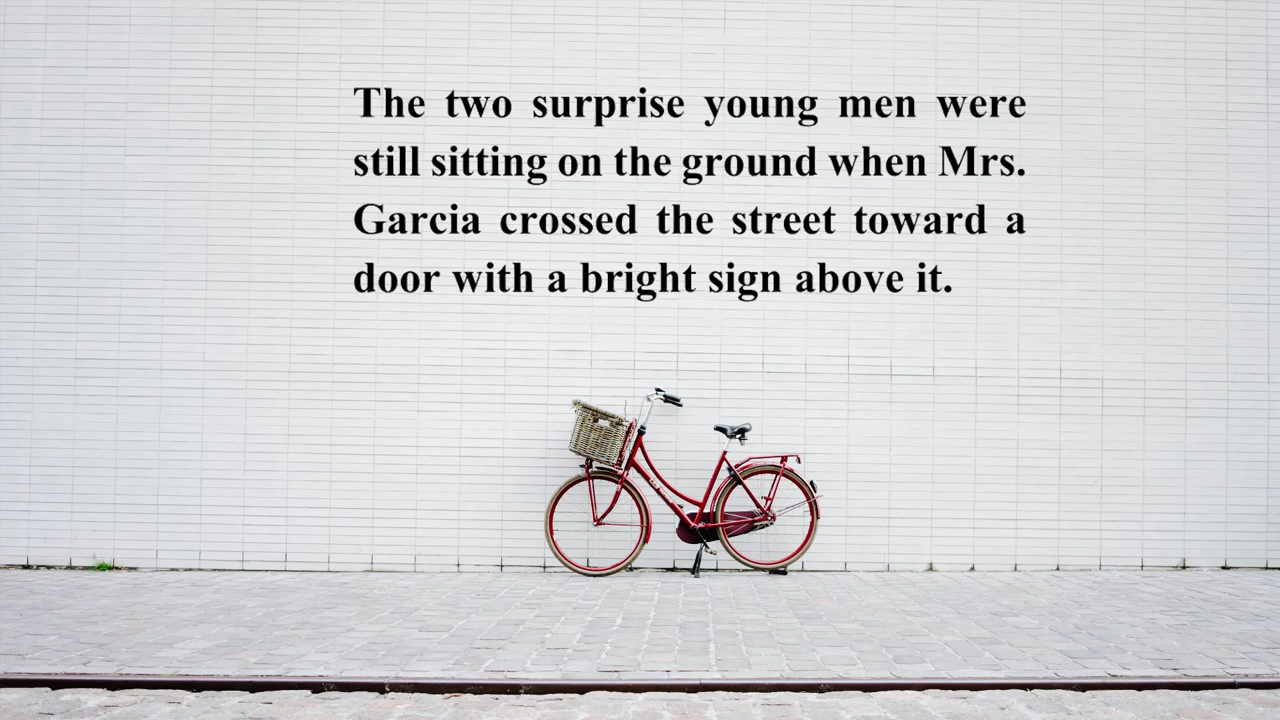 The two surprise young men were
still sitting on the ground when Mrs.
Garcia crossed the street toward a
door with a bright sign above it.